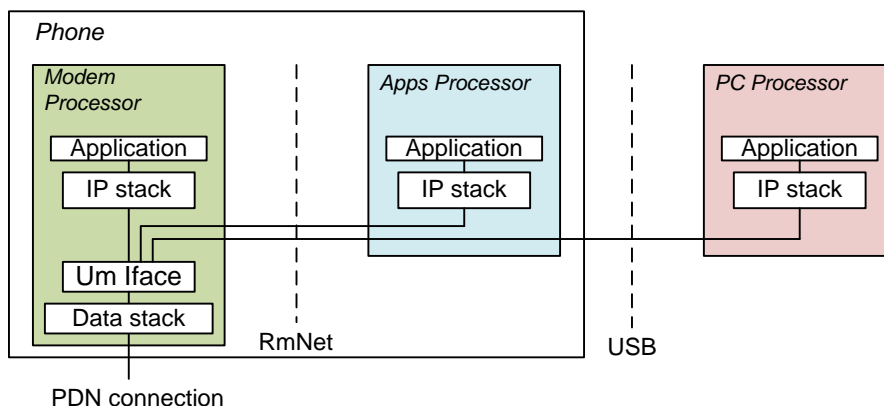 Phone
Modem
Processor
Application
IP stack
Um Iface
Data stack
PDN connection
RmNet
Apps Processor
Application
IP stack
USB
PC Processor
Application
IP stack